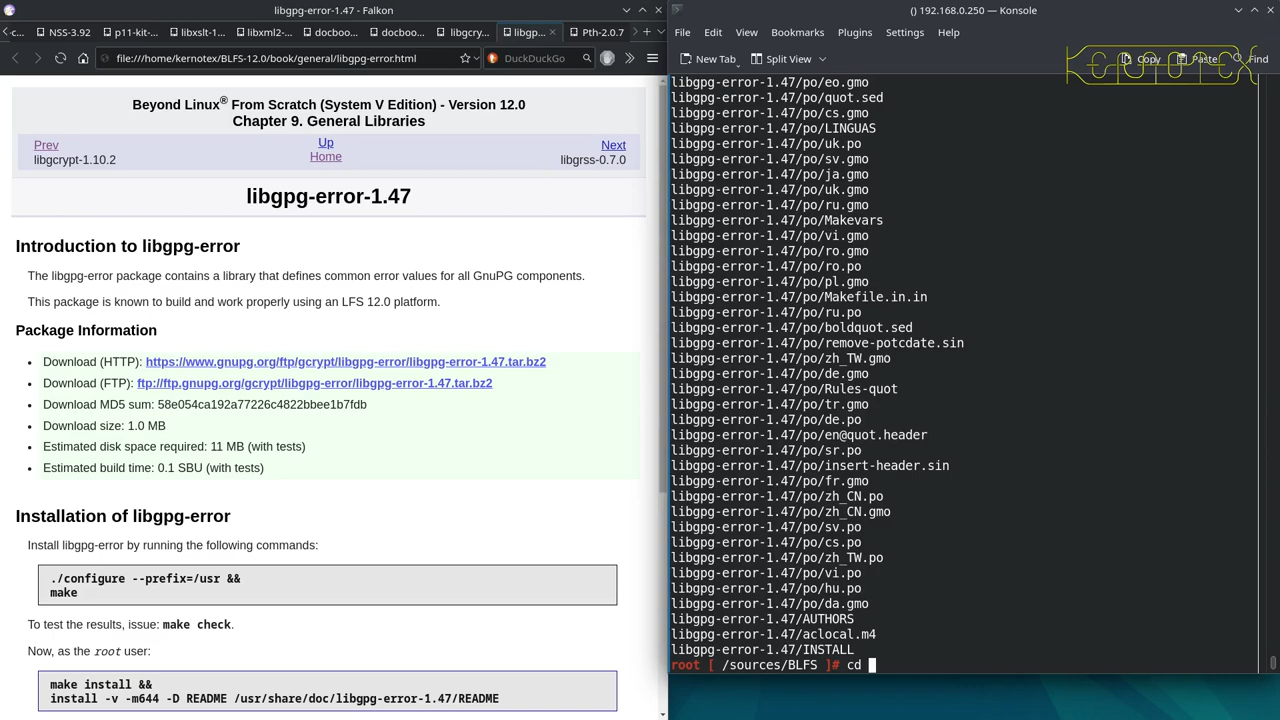 libgpg-error-1.47 - Falkon
-c...
NSS-3.92
p11-kit-...
libxslt-1...
libxml2-...
docboo...
docboo...
libgcry...
libgp...
Pth-2.0.7
file:///home/kernotex/BLFS-12.0/book/general/libgpg-error.html
DuckDuckGo
Beyond Linux® From Scratch (System V Edition) - Version 12.0
Chapter 9. General Libraries
Prev
Up
Next
libgcrypt-1.10.2
Home
libgrss-0.7.0
libgpg-error-1.47
Introduction to libgpg-error
The libgpg-error package contains a library that defines common error values for all GnuPG components.
This package is known to build and work properly using an LFS 12.0 platform.
Package Information
• Download (HTTP): https://www.gnupg.org/ftp/gcrypt/libgpg-error/libgpg-error-1.47.tar.bz2
• Download (FTP): ftp://ftp.gnupg.org/gcrypt/libgpg-error/libgpg-error-1.47.tar.bz2
• Download MD5 sum: 58e054ca192a77226c4822bbee1b7fdb
• Download size: 1.0 MB
• Estimated disk space required: 11 MB (with tests)
• Estimated build time: 0.1 SBU (with tests)
Installation of libgpg-error
Install libgpg-error by running the following commands:
./configure --prefix=/usr &&
make
To test the results, issue: make check.
Now, as the root user:
make install &&
install -v -m644 -D README /usr/share/doc/libgpg-error-1.47/README
() 192.168.0.250 — Konsole
File Edit View Bookmarks Plugins Settings Help
New Tab
Split View
Copy
Paste
Find
kernotex
libgpg-error-1.47/po/eo.gmo
libgpg-error-1.47/po/quot.sed
libgpg-error-1.47/po/cs.gmo
libgpg-error-1.47/po/LINGUAS
libgpg-error-1.47/po/uk.po
libgpg-error-1.47/po/sv.gmo
libgpg-error-1.47/po/ja.gmo
libgpg-error-1.47/po/uk.gmo
libgpg-error-1.47/po/ru.gmo
libgpg-error-1.47/po/Makevars
libgpg-error-1.47/po/vi.gmo
libgpg-error-1.47/po/ro.gmo
libgpg-error-1.47/po/ro.po
libgpg-error-1.47/po/pl.gmo
libgpg-error-1.47/po/Makefile.in.in
libgpg-error-1.47/po/ru.po
libgpg-error-1.47/po/boldquot.sed
libgpg-error-1.47/po/remove-potcdate.sin
libgpg-error-1.47/po/zh_TW.gmo
libgpg-error-1.47/po/de.gmo
libgpg-error-1.47/po/Rules-quot
libgpg-error-1.47/po/tr.gmo
libgpg-error-1.47/po/de.po
libgpg-error-1.47/po/en@quot.header
libgpg-error-1.47/po/sr.po
libgpg-error-1.47/po/insert-header.sin
libgpg-error-1.47/po/fr.gmo
libgpg-error-1.47/po/zh_CN.po
libgpg-error-1.47/po/zh_CN.gmo
libgpg-error-1.47/po/sv.po
libgpg-error-1.47/po/cs.po
libgpg-error-1.47/po/zh_TW.po
libgpg-error-1.47/po/vi.po
libgpg-error-1.47/po/hu.po
libgpg-error-1.47/po/da.gmo
libgpg-error-1.47/AUTHORS
libgpg-error-1.47/aclocal.m4
libgpg-error-1.47/INSTALL
root [ /sources/BLFS ]# cd